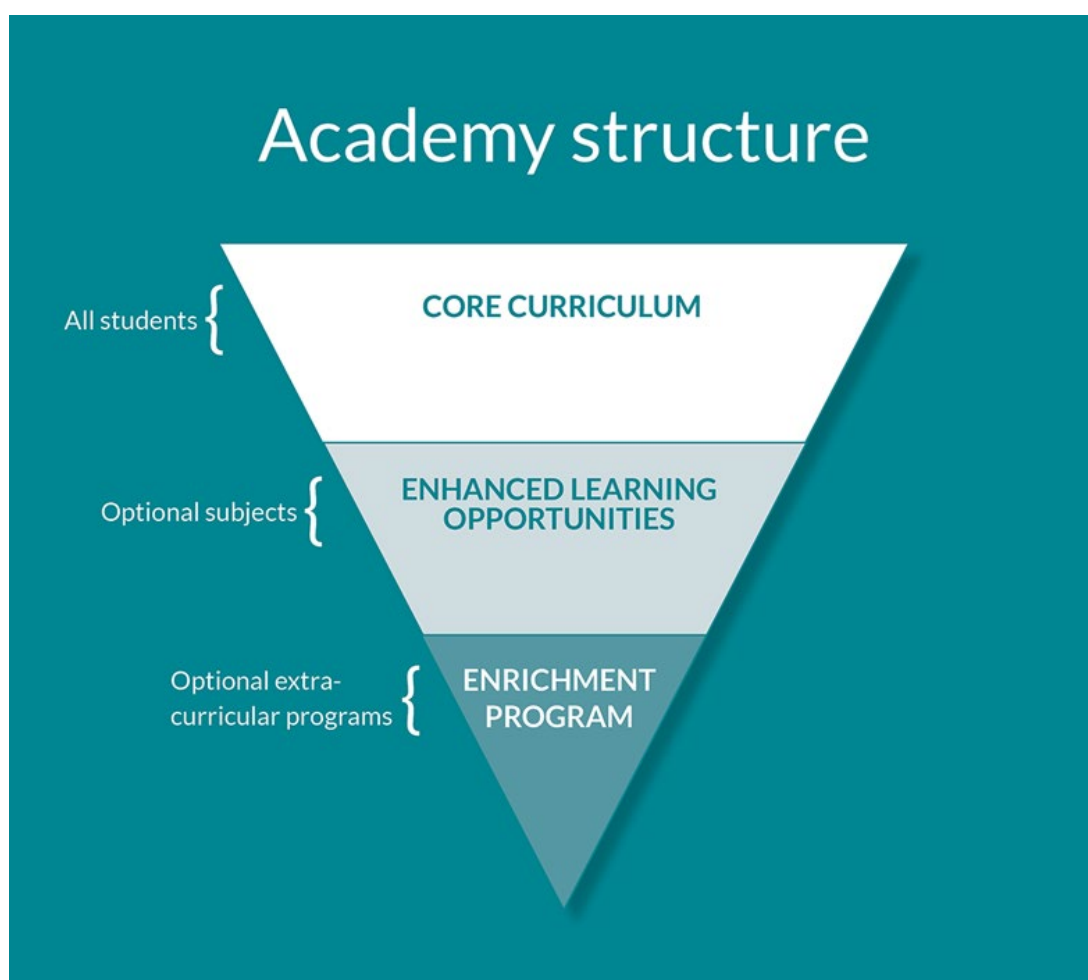 Academy structure
All students
CORE CURRICULUM
Optional subjects
ENHANCED LEARNING
OPPORTUNITIES
Optional extra-
curricular programs
ENRICHMENT
PROGRAM